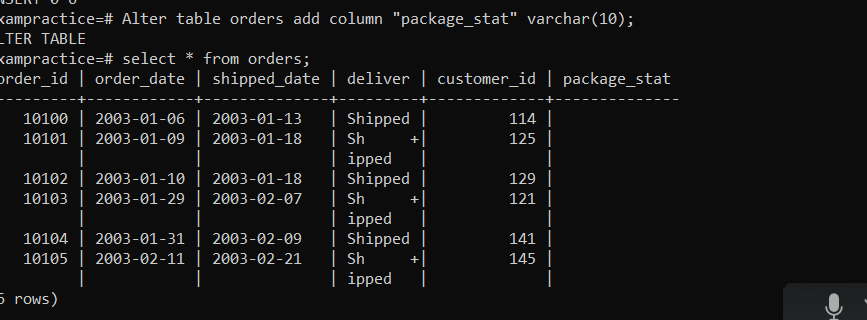 NSERT 0 6
xampractice=# Alter table orders add column "package_stat" varchar(10);
LTER TABLE
xampractice=# select * from orders;
order_id | order_date | shipped_date | deliver | customer_id | package_stat
---------+------------+--------------+---------+-------------+--------------
10100 | 2003-01-06 | 2003-01-13 | Shipped | 114 |
10101 | 2003-01-09 | 2003-01-18 | Sh +| 125 |
| | | ipped | |
10102 | 2003-01-10 | 2003-01-18 | Shipped | 129 |
10103 | 2003-01-29 | 2003-02-07 | Sh +| 121 |
| | | ipped | |
10104 | 2003-01-31 | 2003-02-09 | Shipped | 141 |
10105 | 2003-02-11 | 2003-02-21 | Sh +| 145 |
| | | ipped | |
6 rows)